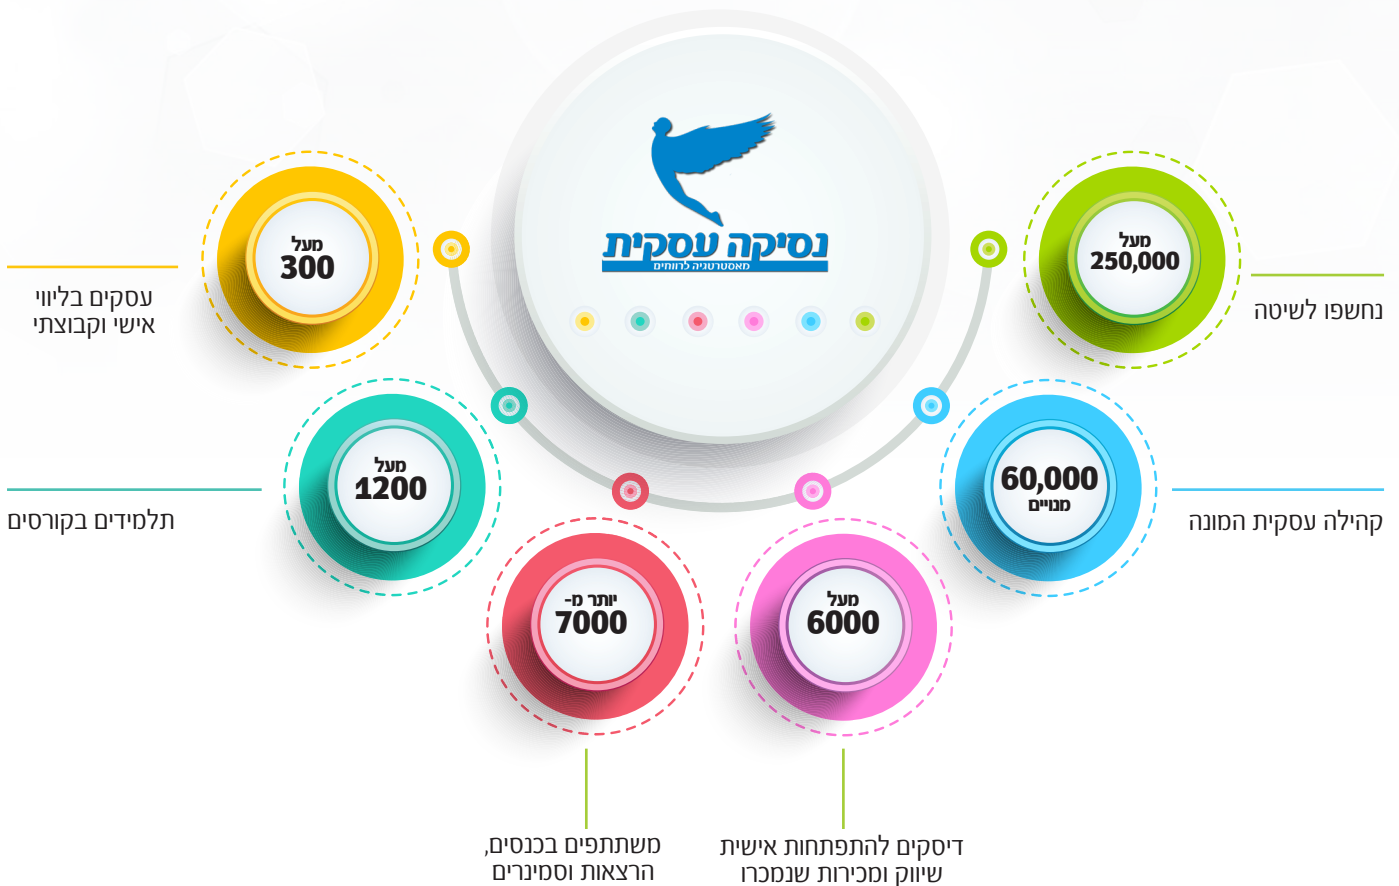 נסיקה עסקית
מאסטרטגיה לרווחים
מעל
250,000
נחשפו לשיטה
60,000
מנויים
קהילה עסקית המונה
מעל
6000
דיסקים להתפתחות אישית
שיווק ומכירות שנמכרו
יותר מ-
7000
משתתפים בכנסים,
הרצאות וסמינרים
מעל
1200
תלמידים בקורסים
מעל
300
עסקים בליווי
אישי וקבוצתי